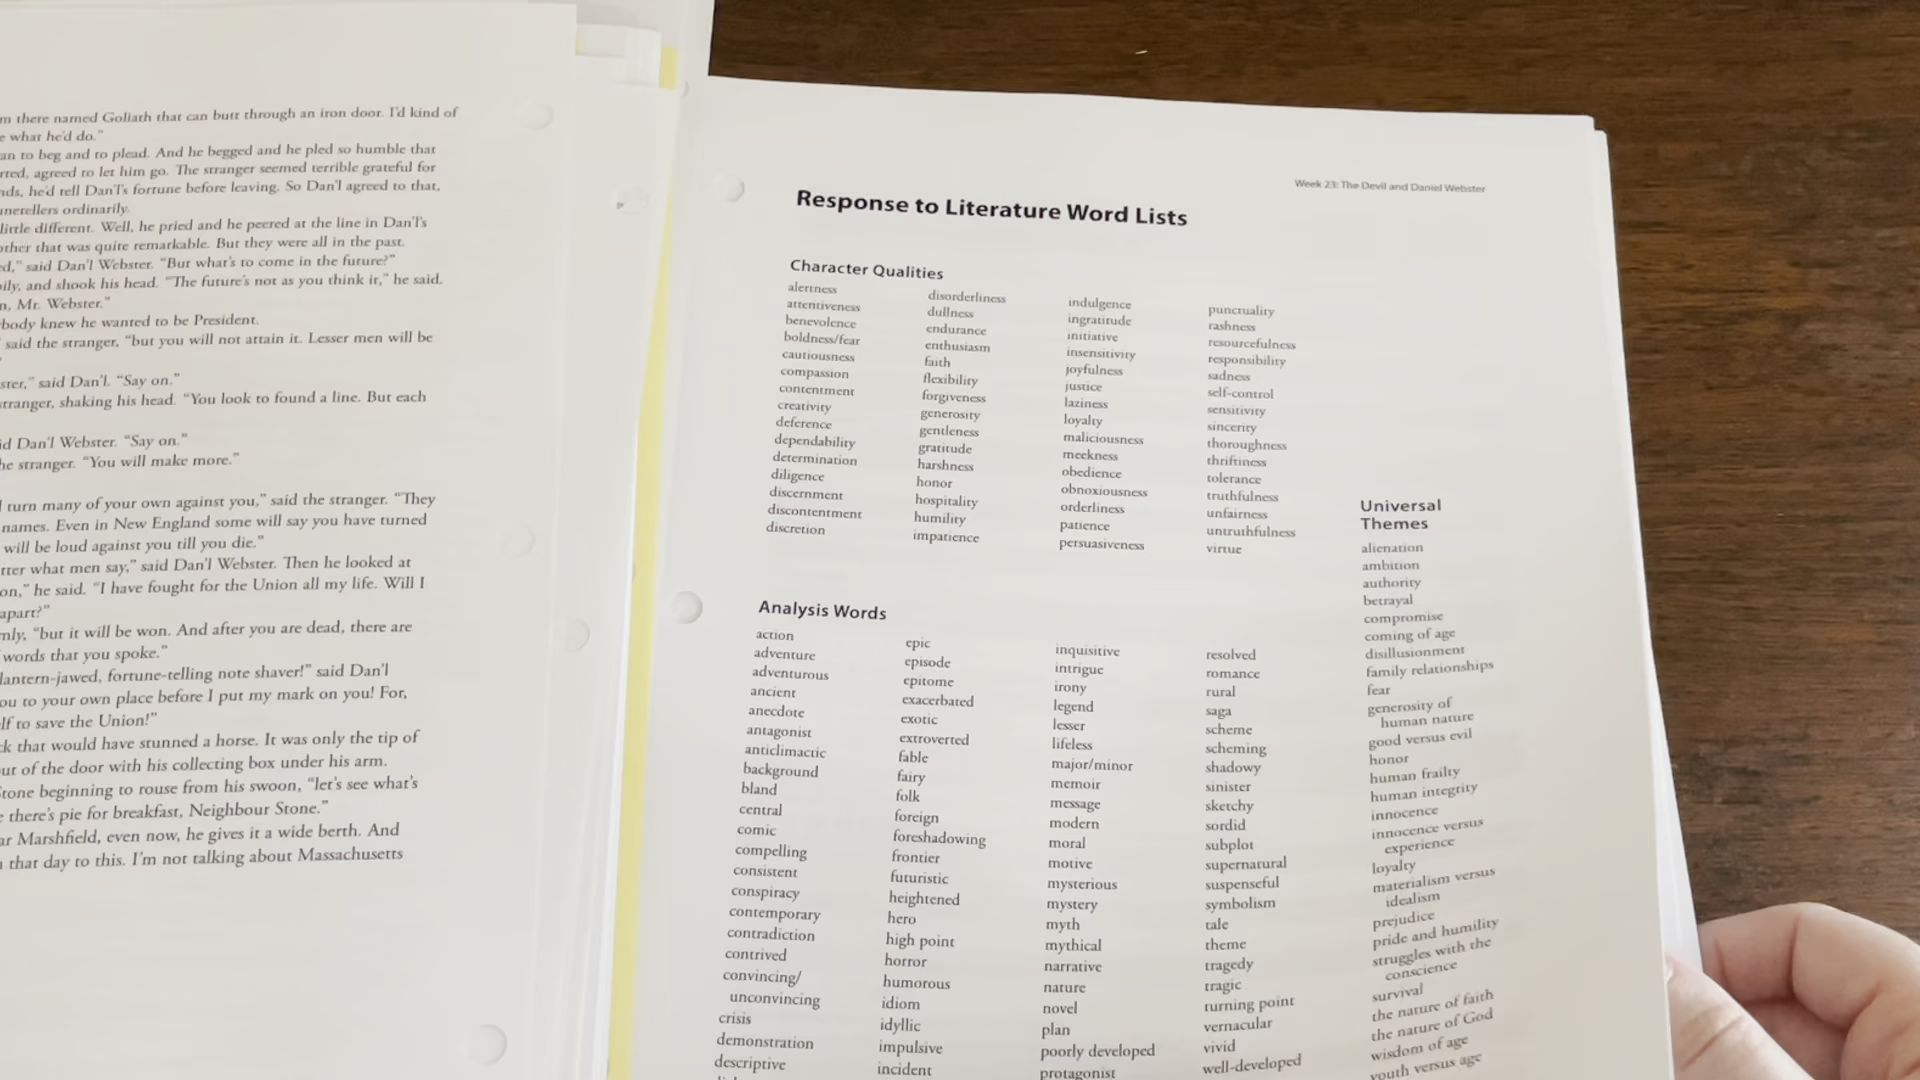 m there named Goliath that can butt through an iron door. I'd kind of
e what he'd do."
an to beg and to plead. And he begged and he pled so humble that
rted, agreed to let him go. The stranger seemed terrible grateful for
nds, he'd tell Dan'l's fortune before leaving. So Dan'l agreed to that,
unetellers ordinarily.
little different. Well, he pried and he peered at the line in Dan'l's
other that was quite remarkable. But they were all in the past.
ed," said Dan'l Webster. "But what's to come in the future?"
ily, and shook his head. "The future's not as you think it," he said.
n, Mr. Webster."
body knew he wanted to be President.
said the stranger, "but you will not attain it. Lesser men will be
ster," said Dan'l. "Say on."
tranger, shaking his head. "You look to found a line. But each
id Dan'l Webster. "Say on."
he stranger. "You will make more."
l turn many of your own against you," said the stranger. "They
names. Even in New England some will say you have turned
will be loud against you till you die."
tter what men say," said Dan'l Webster. Then he looked at
on," he said. "I have fought for the Union all my life. Will I
apart?"
mly, "but it will be won. And after you are dead, there are
words that you spoke."
lantern-jawed, fortune-telling note shaver!" said Dan'l
ou to your own place before I put my mark on you! For,
lf to save the Union!"
ck that would have stunned a horse. It was only the tip of
ut of the door with his collecting box under his arm.
Stone beginning to rouse from his swoon, "let's see what's
e there's pie for breakfast, Neighbour Stone."
ar Marshfield, even now, he gives it a wide berth. And
that day to this. I'm not talking about Massachusetts
Week 23: The Devil and Daniel Webster
Response to Literature Word Lists
Character Qualities
alertness
attentiveness
benevolence
boldness/fear
cautiousness
compassion
contentment
creativity
deference
dependability
determination
diligence
discernment
discontentment
discretion
disorderliness
dullness
endurance
enthusiasm
faith
flexibility
forgiveness
generosity
gentleness
gratitude
harshness
honor
hospitality
humility
impatience
indulgence
ingratitude
initiative
insensitivity
joyfulness
justice
laziness
loyalty
maliciousness
meekness
obedience
obnoxiousness
orderliness
patience
persuasiveness
punctuality
rashness
resourcefulness
responsibility
sadness
self-control
sensitivity
sincerity
thoroughness
thriftiness
tolerance
truthfulness
unfairness
untruthfulness
virtue
Analysis Words
action
adventure
adventurous
ancient
anecdote
antagonist
anticlimactic
background
bland
central
comic
compelling
consistent
conspiracy
contemporary
contradiction
contrived
convincing/
unconvincing
crisis
demonstration
descriptive
epic
episode
epitome
exacerbated
exotic
extroverted
fable
fairy
folk
foreign
foreshadowing
frontier
futuristic
heightened
hero
high point
horror
humorous
idiom
idyllic
impulsive
incident
inquisitive
intrigue
irony
legend
lesser
lifeless
major/minor
memoir
message
modern
moral
motive
mysterious
mystery
myth
mythical
narrative
nature
novel
plan
poorly developed
protagonist
resolved
romance
rural
saga
scheme
scheming
shadowy
sinister
sketchy
sordid
subplot
supernatural
suspenseful
symbolism
tale
theme
tragedy
tragic
turning point
vernacular
vivid
well-developed
Universal
Themes
alienation
ambition
authority
betrayal
compromise
coming of age
disillusionment
family relationships
fear
generosity of
human nature
good versus evil
honor
human frailty
human integrity
innocence
innocence versus
experience
loyalty
materialism versus
idealism
prejudice
pride and humility
struggles with the
conscience
survival
the nature of faith
the nature of God
wisdom of age
youth versus age